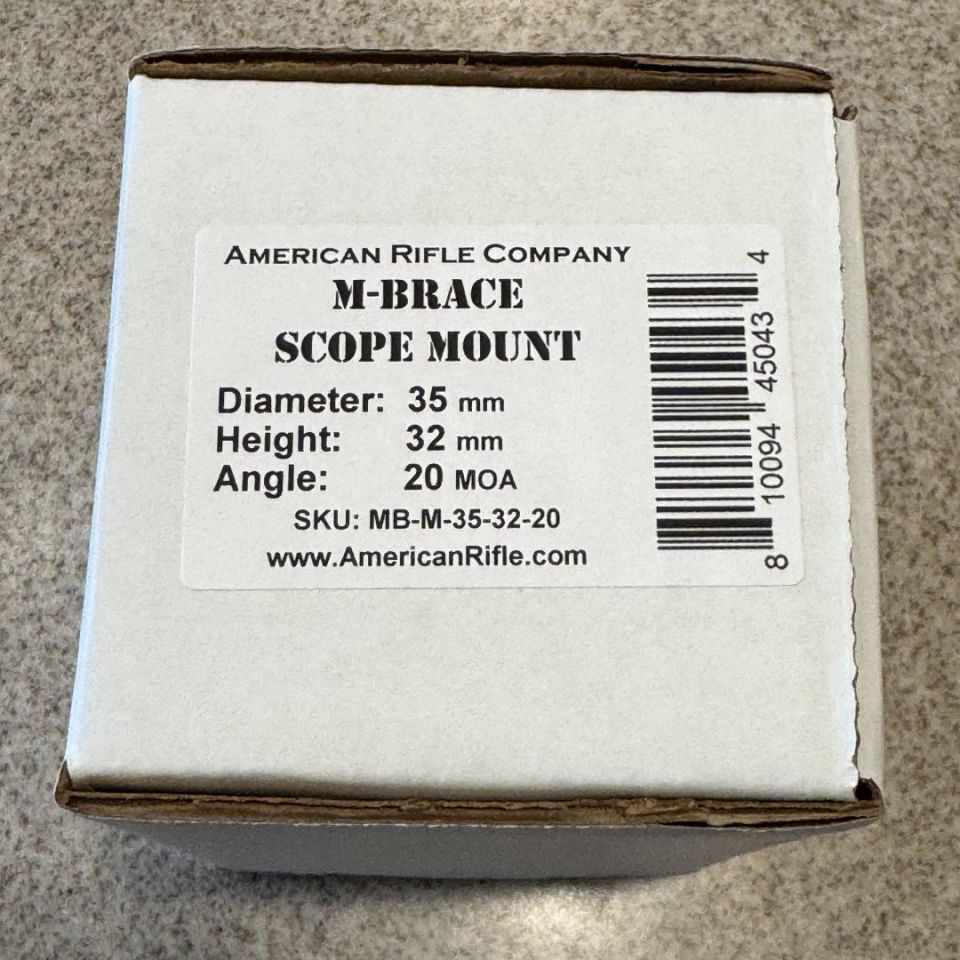 AMERICAN RIFLE COMPANY
M-BRACE
SCOPE MOUNT
Diameter: 35 mm
Height: 32 mm
Angle: 20 MOA
SKU: MB-M-35-32-20
www.AmericanRifle.com
8 10094 45043 4